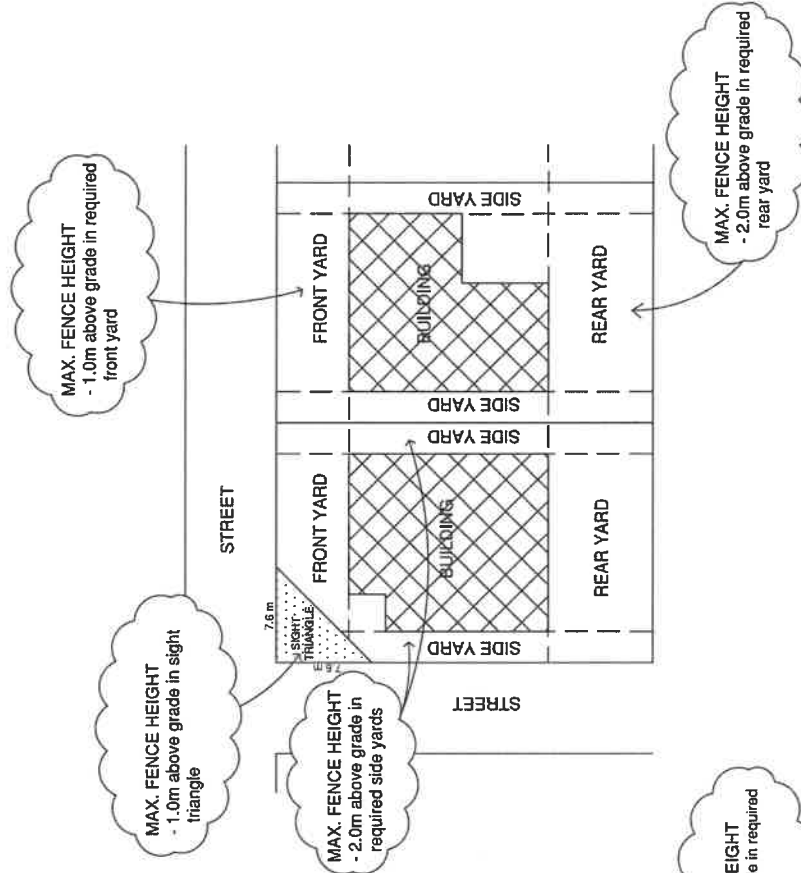 MAX. FENCE HEIGHT
- 1.0m above grade in required
front yard
MAX. FENCE HEIGHT
- 2.0m above grade in required
rear yard
STREET
MAX. FENCE HEIGHT
- 1.0m above grade in sight
triangle
7.6 m
7.6 m
SIGHT
TRIANGLE
FRONT YARD
FRONT YARD
SIDE YARD
BUILDING
SIDE YARD
SIDE YARD
BUILDING
SIDE YARD
REAR YARD
REAR YARD
STREET
MAX. FENCE HEIGHT
- 2.0m above grade in
required side yards
EIGHT
e in required